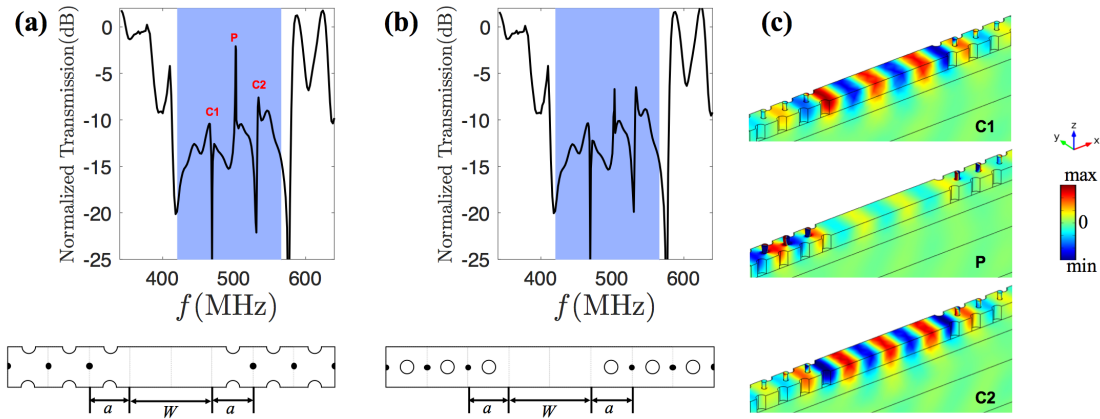 (a)
Normalized Transmission(dB)
0
-5
-10
-15
-20
-25
P
C2
C1
400
500
600
f(MHz)
a
W
a
(b)
Normalized Transmission(dB)
0
-5
-10
-15
-20
-25
400
500
600
f(MHz)
a
W
a
(c)
C1
P
C2
z
y
x
max
0
min